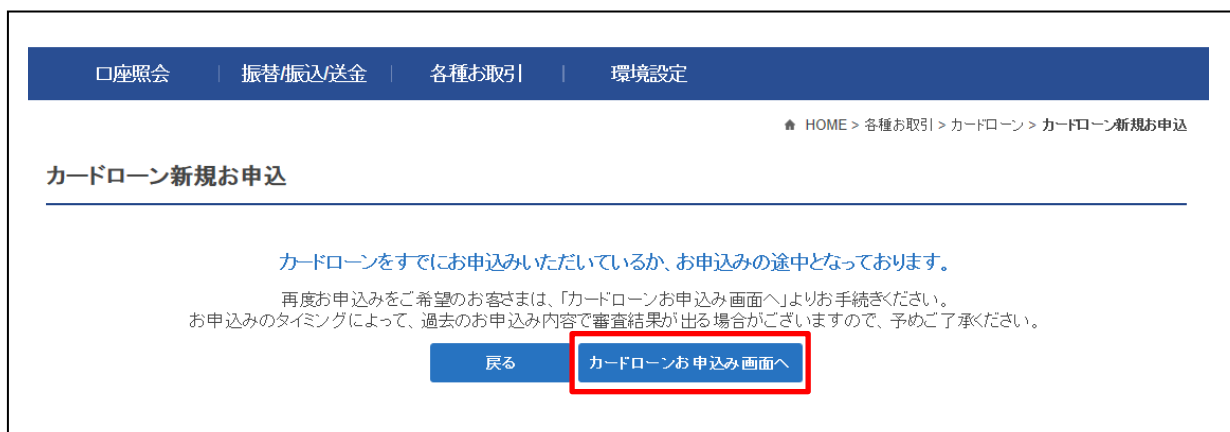 口座照会 | 振替/振込/送金 | 各種お取引 | 環境設定
HOME > 各種お取引 > カードローン > カードローン新規お申込
カードローン新規お申込
カードローンをすでにお申込みいただいているか、お申込みの途中となっております。
再度お申込みをご希望のお客さまは、「カードローンお申込み画面へ」よりお手続きください。
お申込みのタイミングによって、過去のお申込み内容で審査結果が出る場合がございますので、予めご了承ください。
戻る カードローンお申込み画面へ